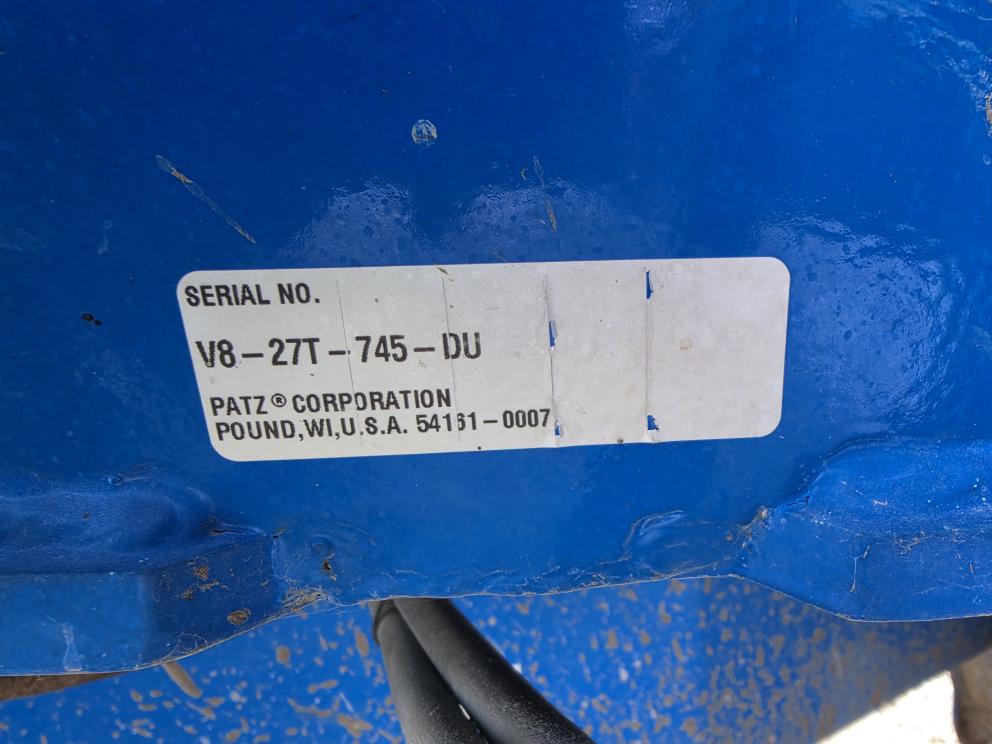 SERIAL NO.
V8-27T-745-DU
PATZ® CORPORATION
POUND,WI,U.S.A. 54161-0007